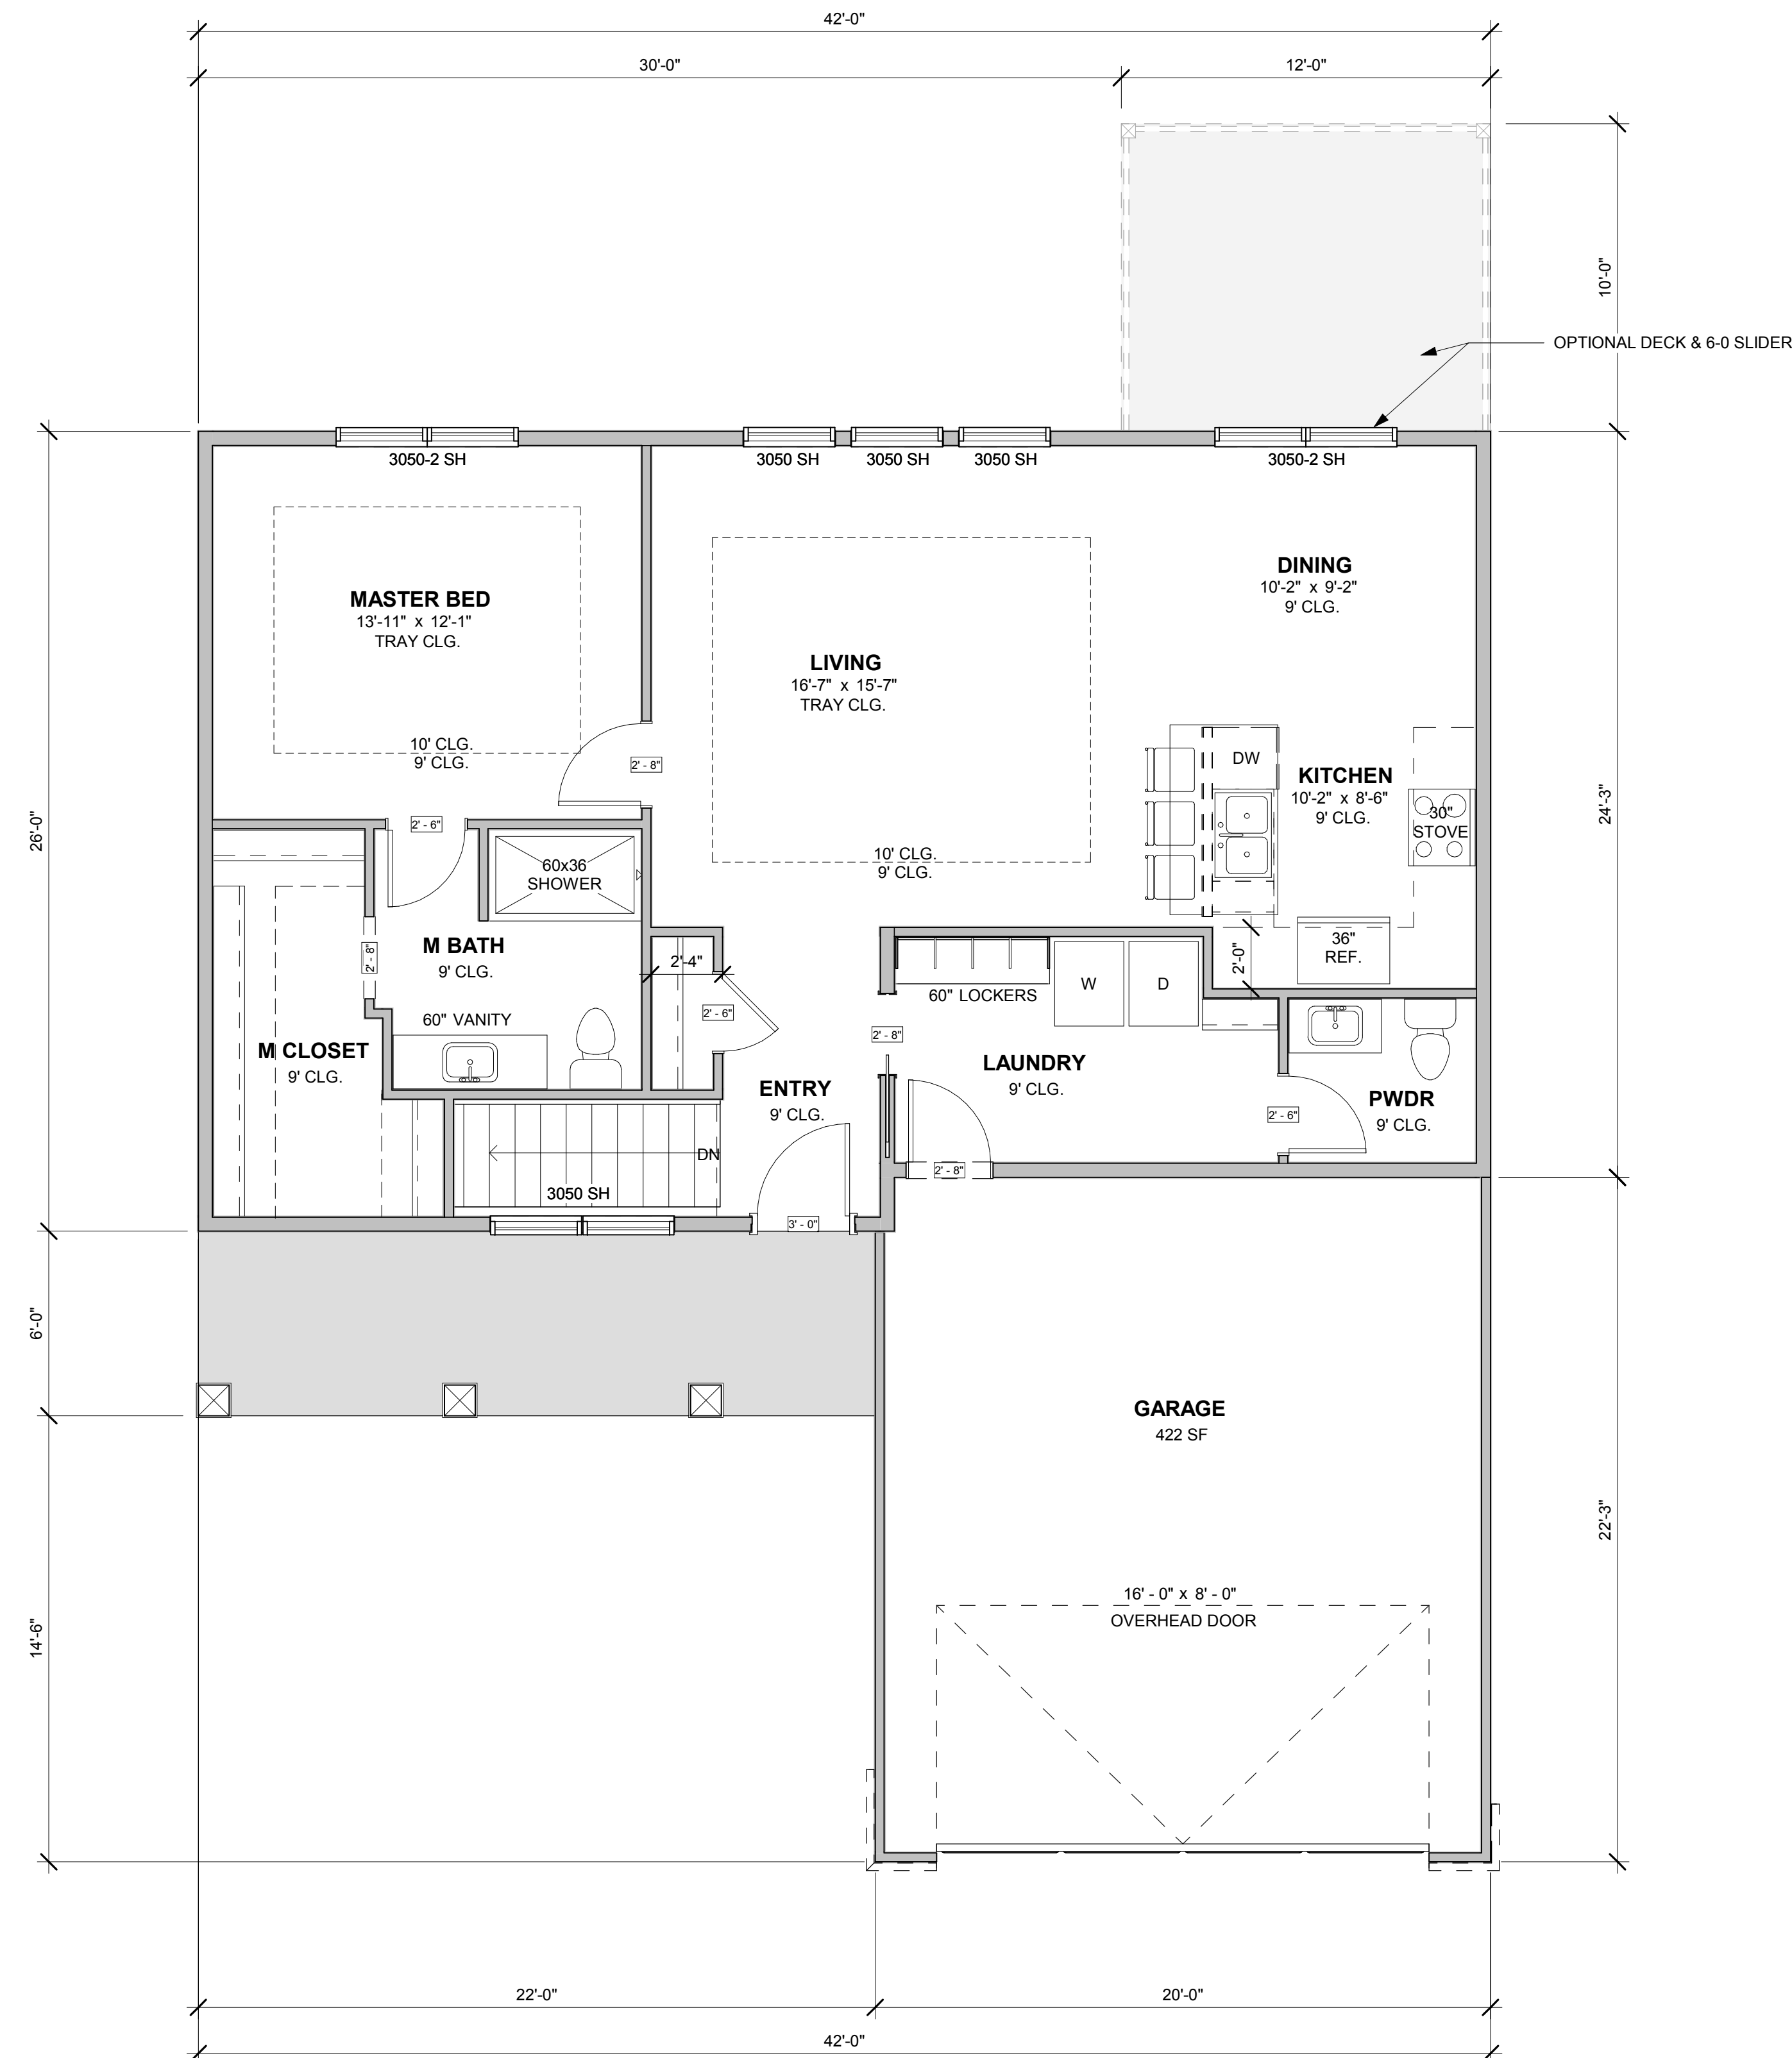 42'-0"
30'-0"
12'-0"
10'-0"
OPTIONAL DECK & 6-0 SLIDER
3050-2 SH
3050 SH
3050 SH
3050 SH
3050-2 SH
MASTER BED
13'-11" x 12'-1"
TRAY CLG.
10' CLG.
9' CLG.
2' - 8"
LIVING
16'-7" x 15'-7"
TRAY CLG.
10' CLG.
9' CLG.
DINING
10'-2" x 9'-2"
9' CLG.
DW
KITCHEN
10'-2" x 8'-6"
9' CLG.
30"
STOVE
36"
REF.
2'-0"
26'-0"
24'-3"
2' - 6"
60x36
SHOWER
M BATH
9' CLG.
2' - 8"
60" VANITY
M CLOSET
9' CLG.
2'-4"
2' - 6"
ENTRY
9' CLG.
DN
3050 SH
3' - 0"
60" LOCKERS
W
D
2' - 8"
LAUNDRY
9' CLG.
2' - 8"
2' - 6"
PWDR
9' CLG.
6'-0"
14'-6"
GARAGE
422 SF
22'-3"
16' - 0" x 8' - 0"
OVERHEAD DOOR
22'-0"
20'-0"
42'-0"